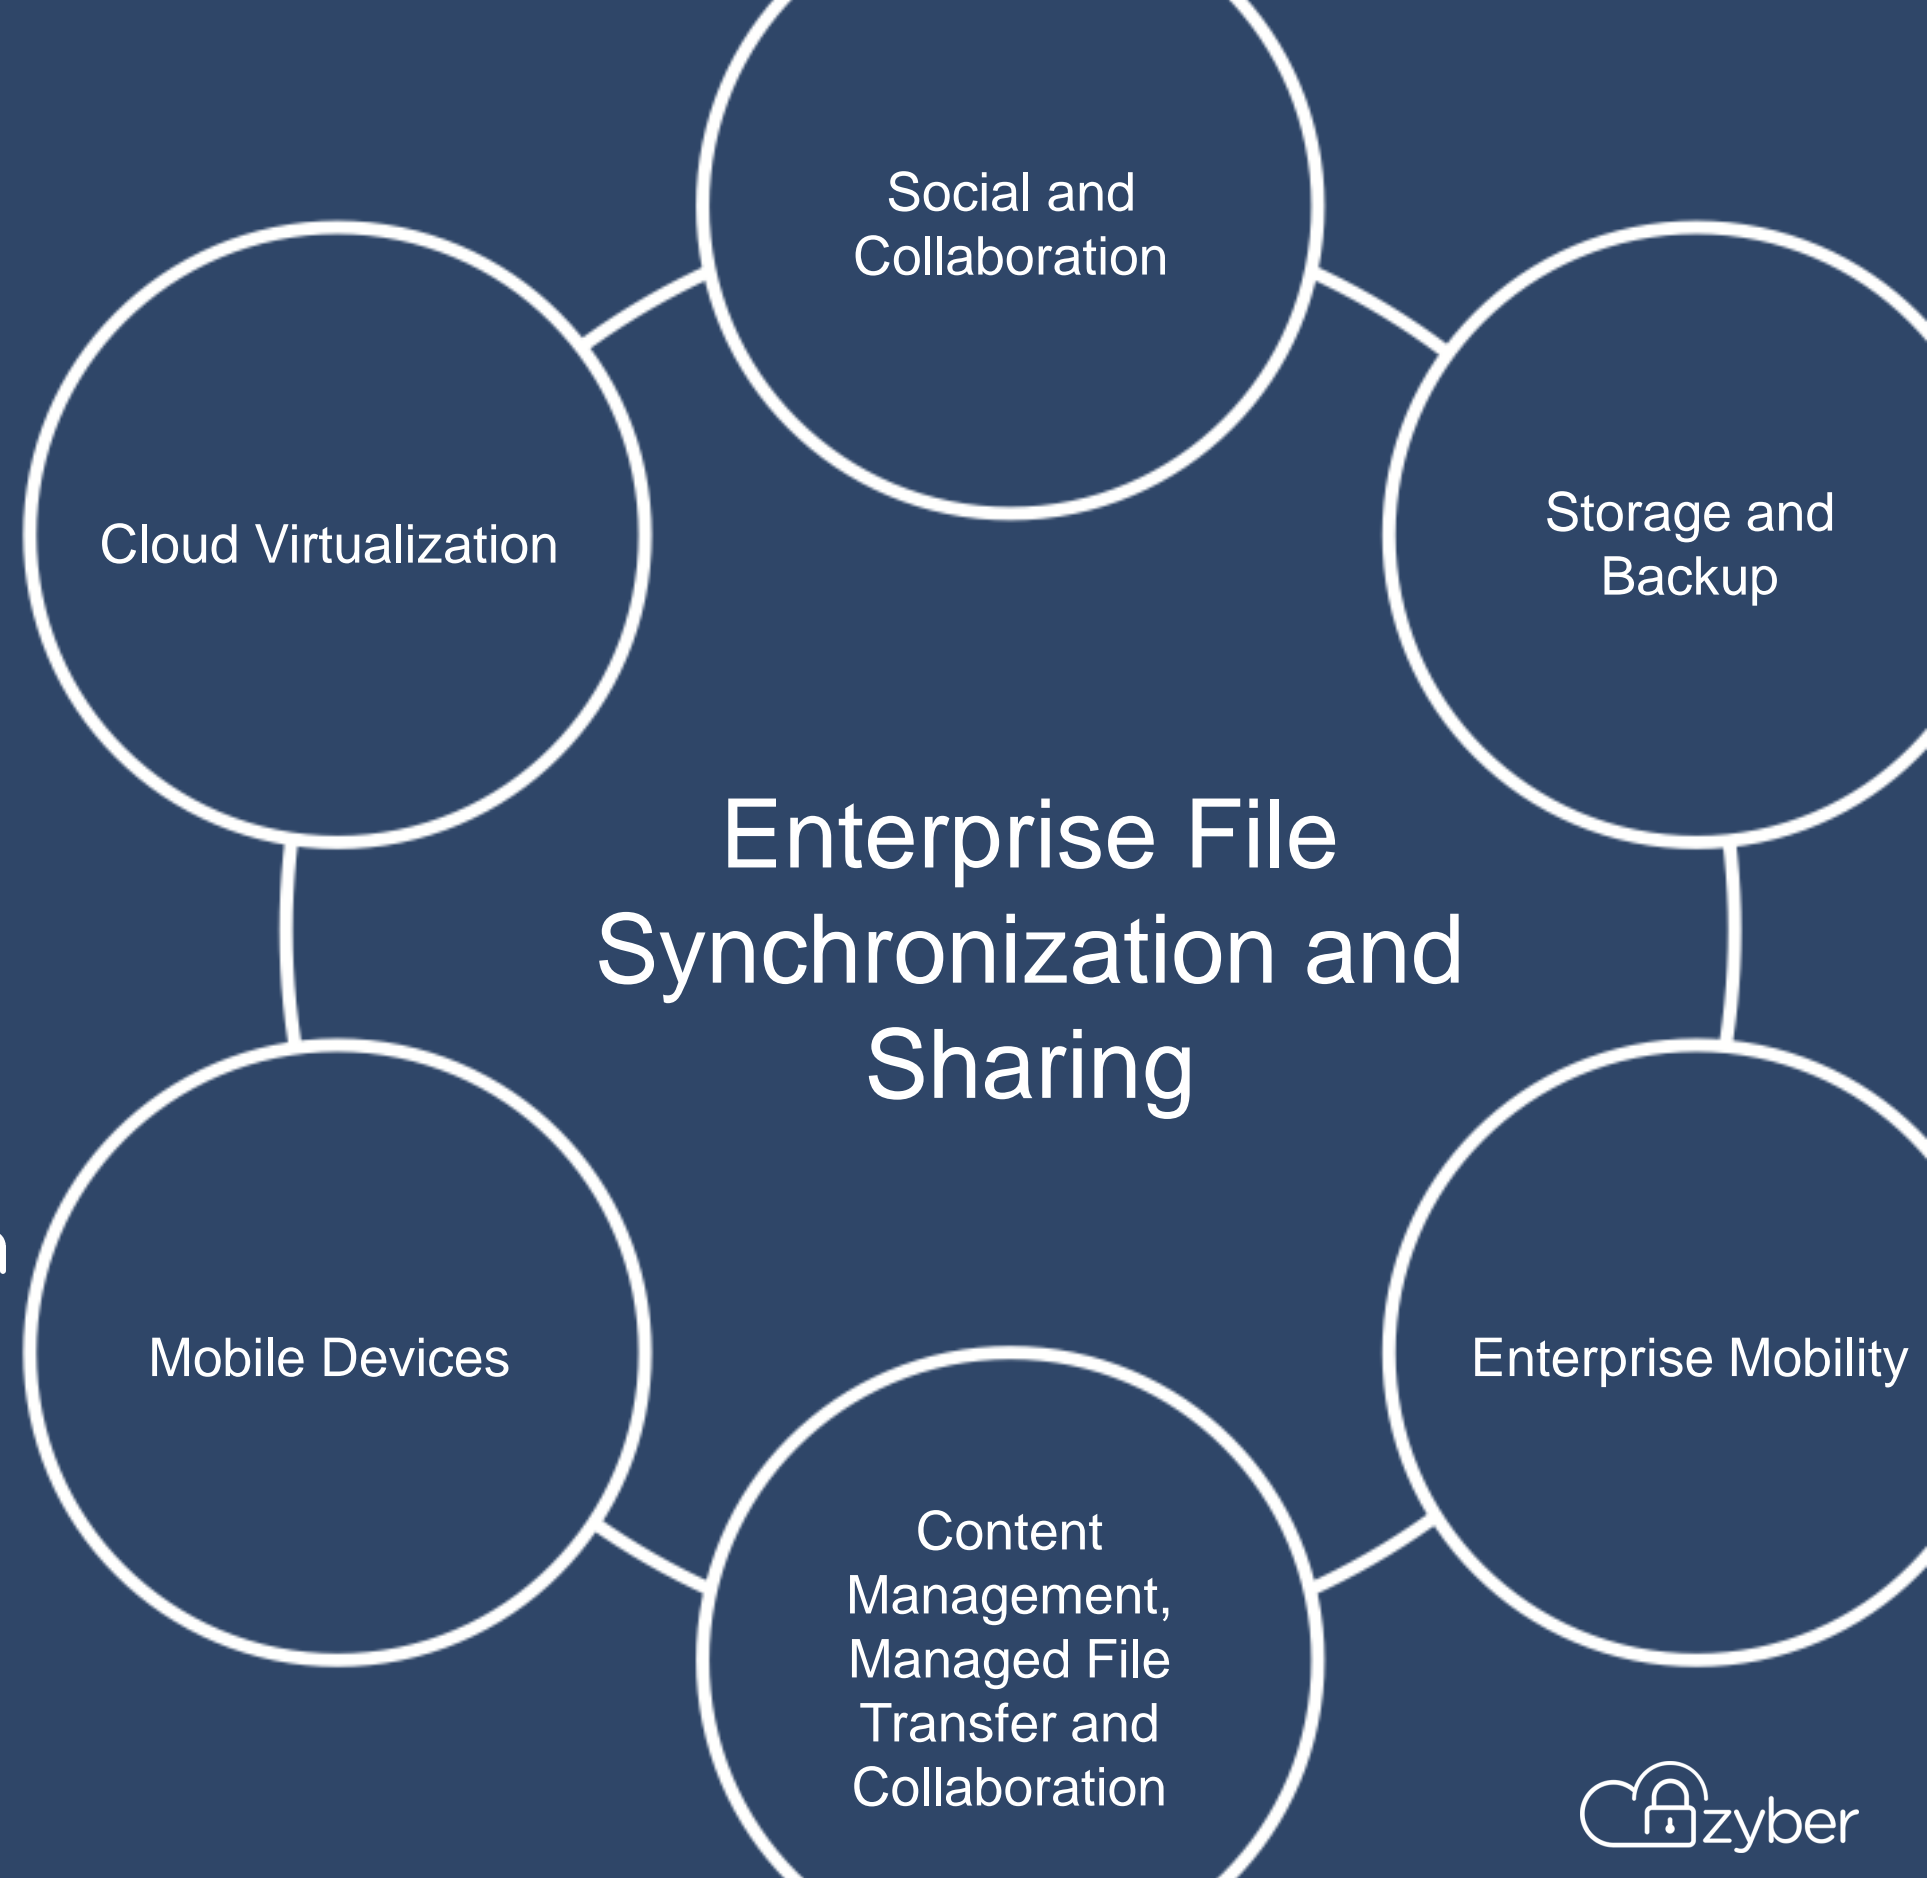 Social and
Collaboration
Cloud Virtualization
Storage and
Backup
Enterprise File
Synchronization and
Sharing
Mobile Devices
Enterprise Mobility
Content
Management,
Managed File
Transfer and
Collaboration
zyber